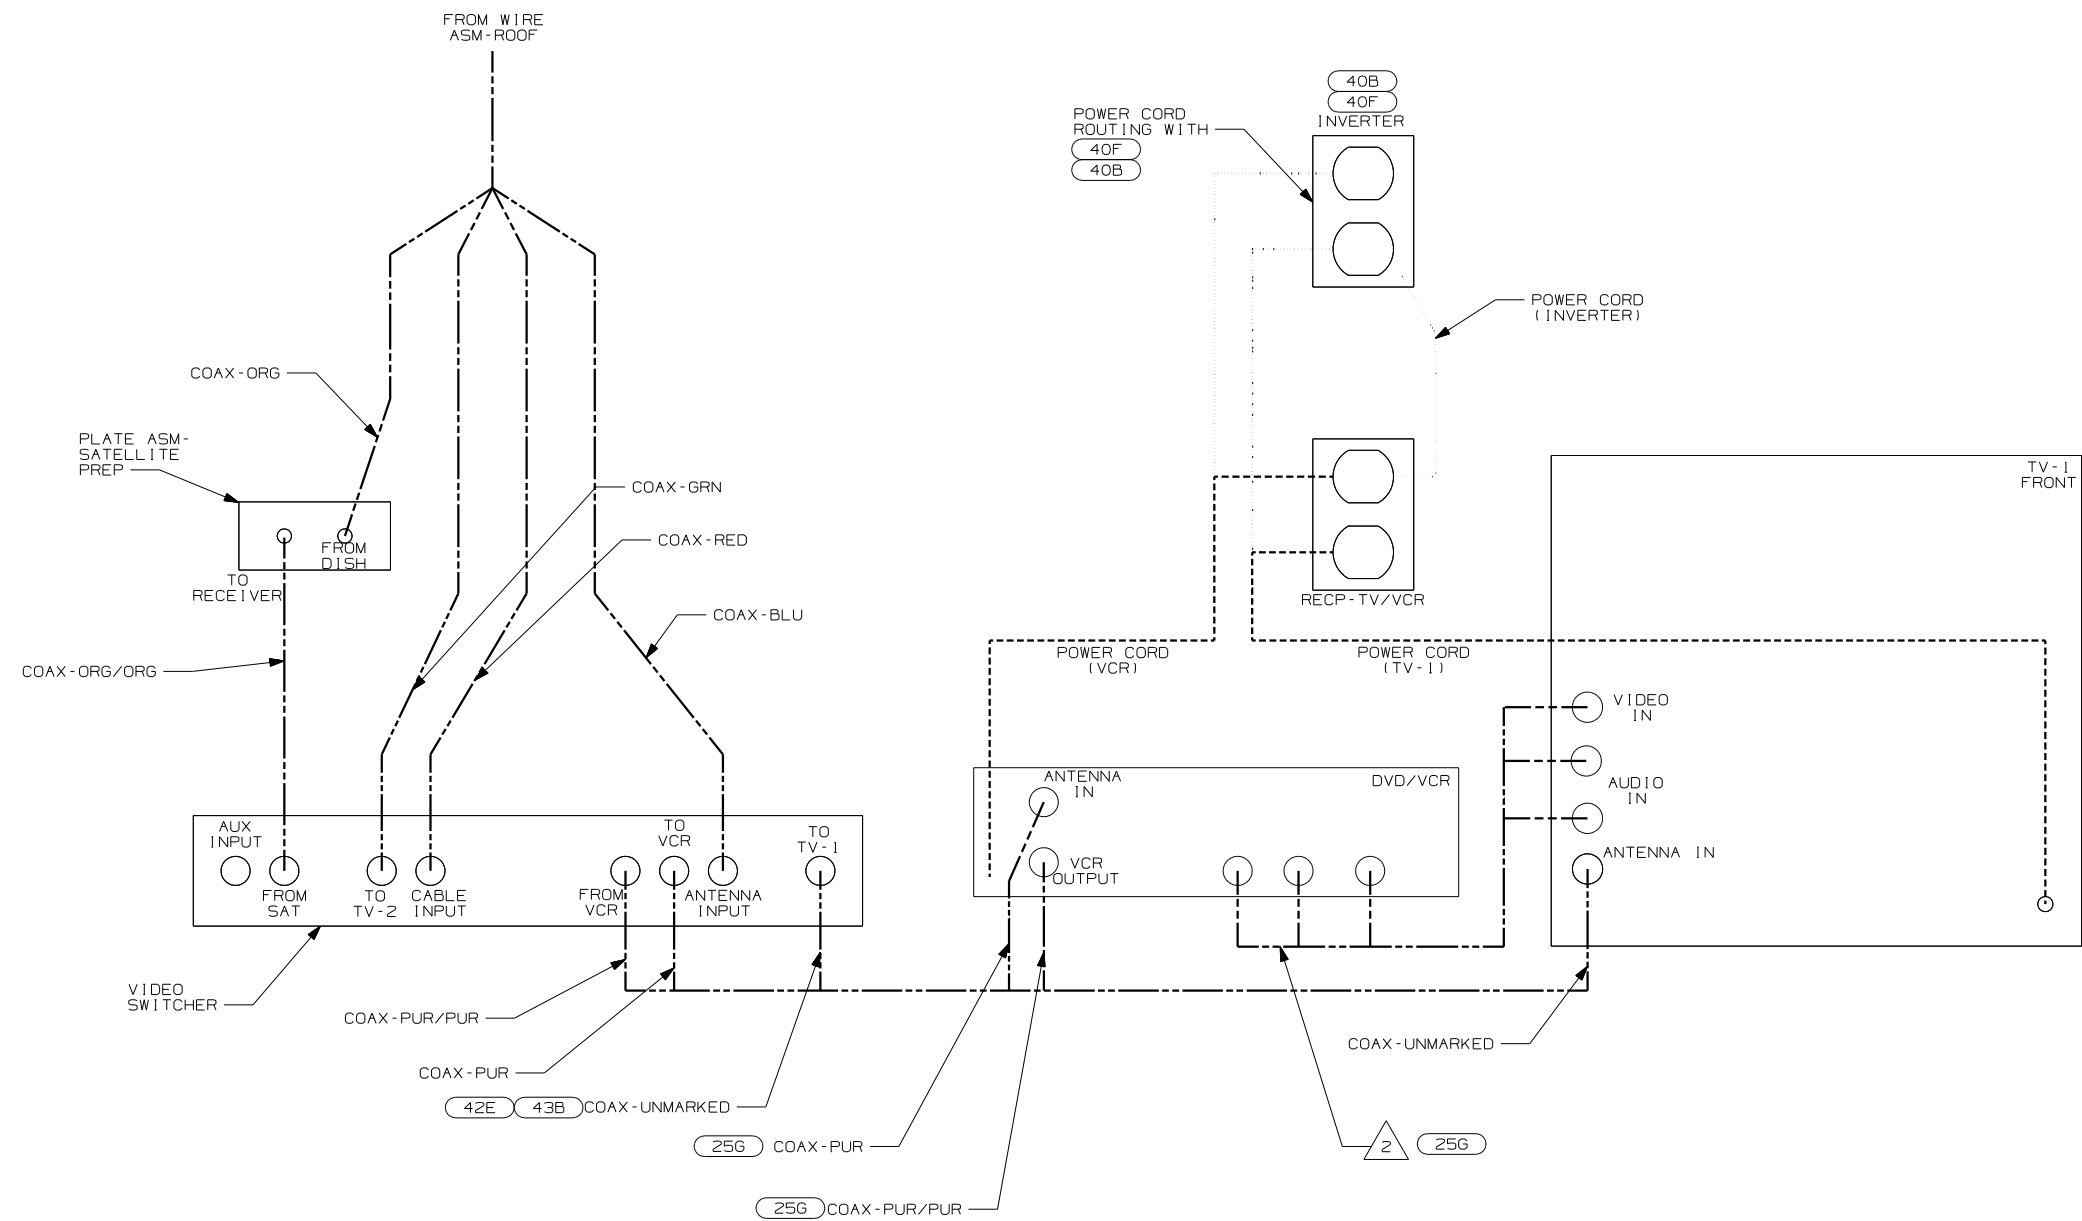 FROM WIRE
ASM-ROOF
40B
40F
INVERTER
POWER CORD
ROUTING WITH
40F
40B
POWER CORD
(INVERTER)
COAX-ORG
PLATE ASM-
SATELLITE
PREP
FROM
DISH
TO
RECEIVER
COAX-GRN
COAX-RED
COAX-BLU
COAX-ORG/ORG
RECP-TV/VCR
TV-1
FRONT
POWER CORD
(VCR)
POWER CORD
(TV-1)
VIDEO
IN
AUDIO
IN
ANTENNA IN
ANTENNA
IN
DVD/VCR
VCR
OUTPUT
AUX
INPUT
FROM
SAT
TO
TV-2
CABLE
INPUT
FROM
VCR
TO
VCR
ANTENNA
INPUT
TO
TV-1
VIDEO
SWITCHER
COAX-PUR/PUR
COAX-PUR
42E 43B COAX-UNMARKED
25G COAX-PUR
25G COAX-PUR/PUR
COAX-UNMARKED
2 25G